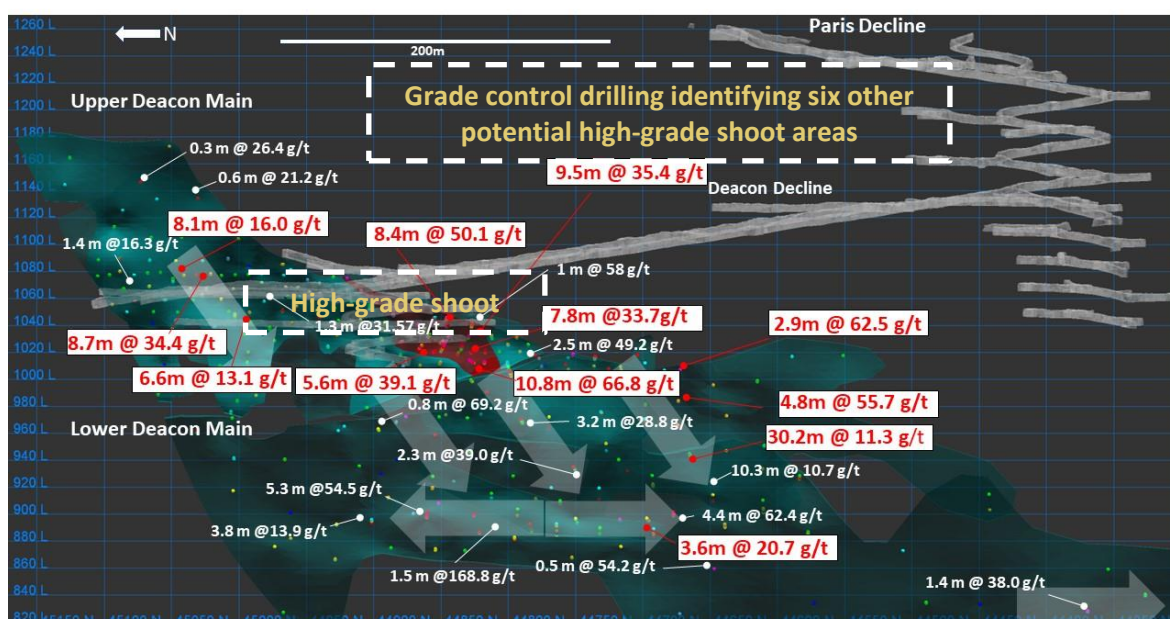 1260 L
N
Paris Decline
1240 L
200m
1220 L
Upper Deacon Main
1200 L
Grade control drilling identifying six other
potential high-grade shoot areas
1180 L
1160 L
0.3 m @ 26.4 g/t
9.5m @ 35.4 g/t
1140 L
0.6 m @ 21.2 g/t
Deacon Decline
1120 L
8.1m @ 16.0 g/t
8.4m @ 50.1 g/t
1100 L
1.4 m @16.3 g/t
1080 L
1 m @ 58 g/t
1060 L
High-grade shoot
1.3 m @31.57 g/t
7.8m @33.7g/t
2.9m @ 62.5 g/t
1040 L
8.7m @ 34.4 g/t
2.5 m @ 49.2 g/t
1020 L
6.6m @ 13.1 g/t
5.6m @ 39.1 g/t
10.8m @ 66.8 g/t
1000 L
4.8m @ 55.7 g/t
980 L
0.8 m @ 69.2 g/t
3.2 m @28.8 g/t
Lower Deacon Main
960 L
30.2m @ 11.3 g/t
2.3 m @39.0 g/t
940 L
10.3 m @ 10.7 g/t
920 L
5.3 m @54.5 g/t
4.4 m @ 62.4 g/t
900 L
3.8 m @13.9 g/t
3.6m @ 20.7 g/t
880 L
1.5 m @168.8 g/t
0.5 m @ 54.2 g/t
860 L
1.4 m @ 38.0 g/t
840 L
820 L